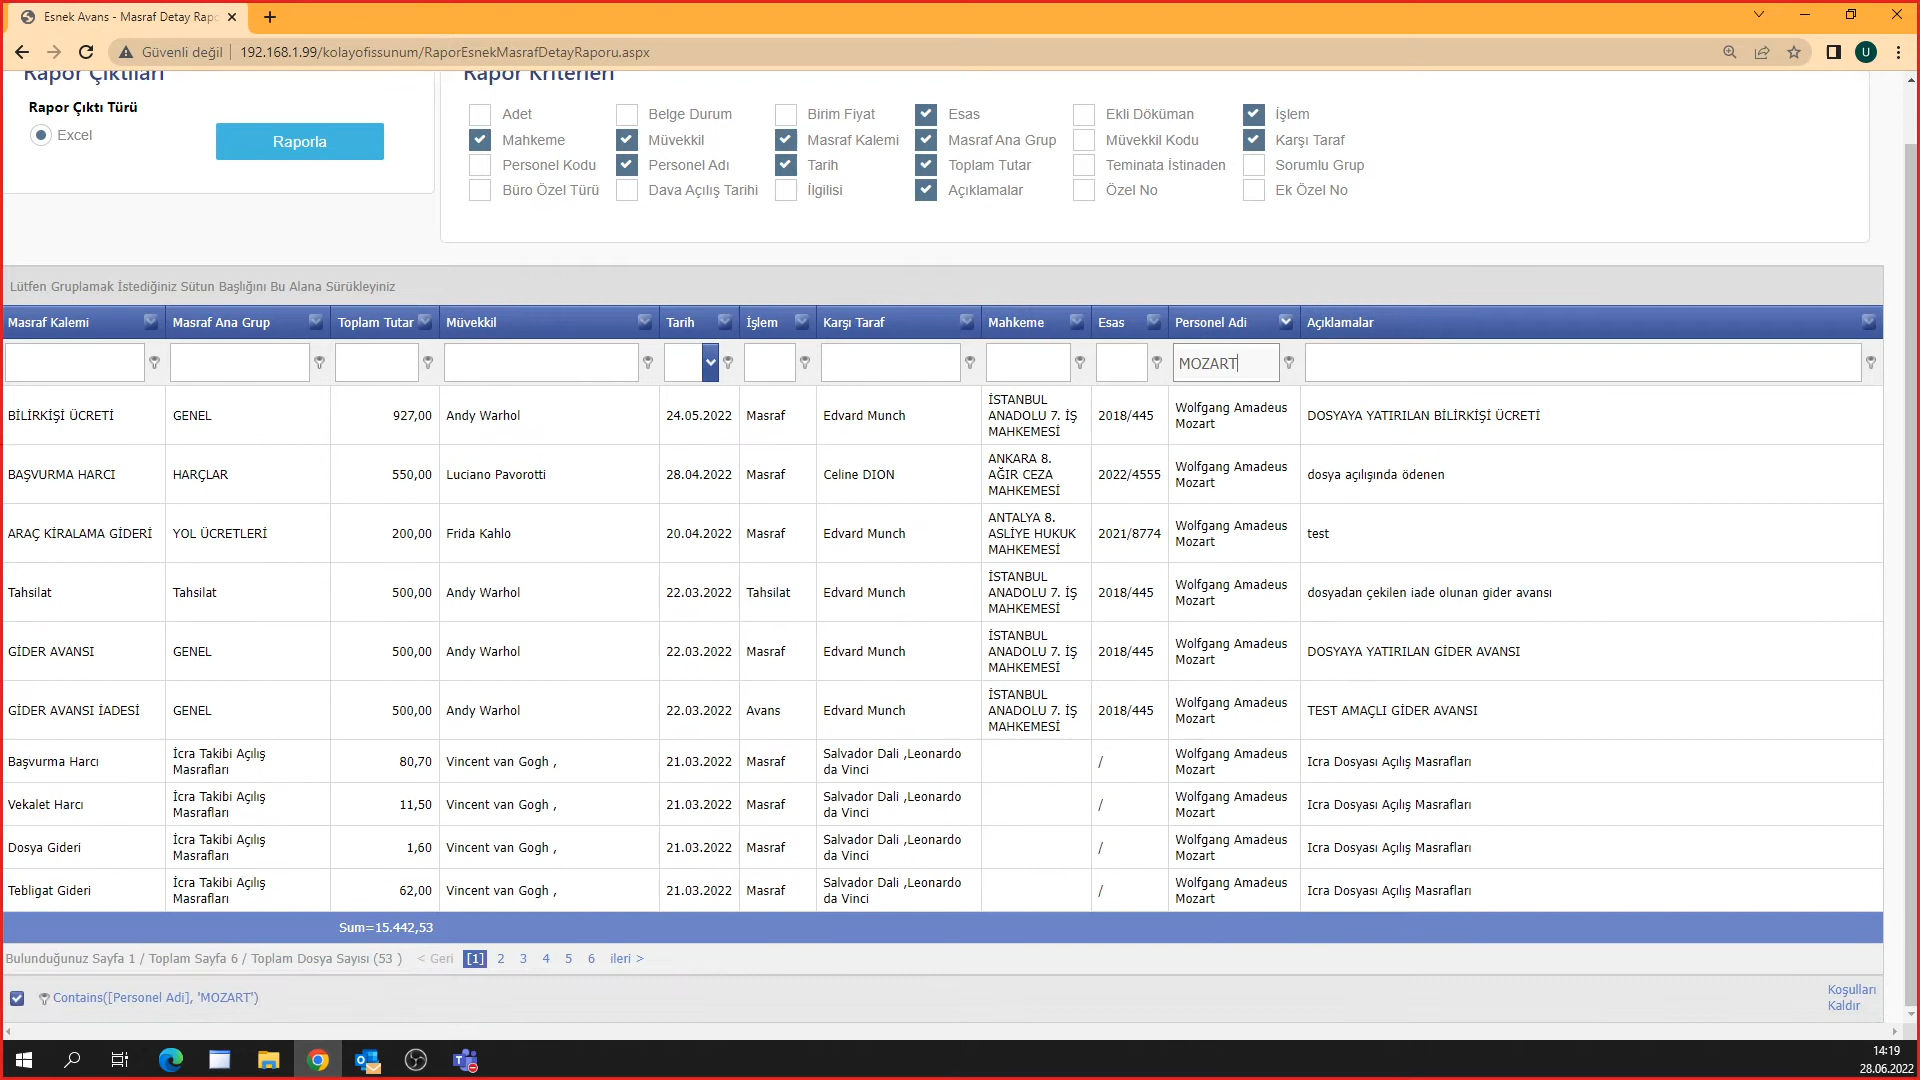 Esnek Avans - Masraf Detay Rapo
Güvenli değil
192.168.1.99/kolayofissunum/RaporEsnekMasrafDetayRaporu.aspx
U
Rapor Çıktıları
Rapor Kriterleri
Rapor Çıktı Türü
Excel
Raporla
Adet Belge Durum Birim Fiyat Esas Ekli Döküman İşlem
Mahkeme Müvekkil Masraf Kalemi Masraf Ana Grup Müvekkil Kodu Karşı Taraf
Personel Kodu Personel Adı Tarih Toplam Tutar Teminata İstinaden Sorumlu Grup
Büro Özel Türü Dava Açılış Tarihi İlgilisi Açıklamalar Özel No Ek Özel No
Lütfen Gruplamak İstediğiniz Sütun Başlığını Bu Alana Sürükleyiniz
Masraf Kalemi Masraf Ana Grup Toplam Tutar Müvekkil Tarih İşlem Karşı Taraf Mahkeme Esas Personel Adi Açıklamalar
MOZART
BİLİRKİŞİ ÜCRETİ GENEL 927,00 Andy Warhol 24.05.2022 Masraf Edvard Munch İSTANBUL ANADOLU 7. İŞ MAHKEMESİ 2018/445 Wolfgang Amadeus Mozart DOSYAYA YATIRILAN BİLİRKİŞİ ÜCRETİ
BAŞVURMA HARCI HARÇLAR 550,00 Luciano Pavorotti 28.04.2022 Masraf Celine DION ANKARA 8. AĞIR CEZA MAHKEMESİ 2022/4555 Wolfgang Amadeus Mozart dosya açılışında ödenen
ARAÇ KİRALAMA GİDERİ YOL ÜCRETLERİ 200,00 Frida Kahlo 20.04.2022 Masraf Edvard Munch ANTALYA 8. ASLİYE HUKUK MAHKEMESİ 2021/8774 Wolfgang Amadeus Mozart test
Tahsilat Tahsilat 500,00 Andy Warhol 22.03.2022 Tahsilat Edvard Munch İSTANBUL ANADOLU 7. İŞ MAHKEMESİ 2018/445 Wolfgang Amadeus Mozart dosyadan çekilen iade olunan gider avansı
GİDER AVANSI GENEL 500,00 Andy Warhol 22.03.2022 Masraf Edvard Munch İSTANBUL ANADOLU 7. İŞ MAHKEMESİ 2018/445 Wolfgang Amadeus Mozart DOSYAYA YATIRILAN GİDER AVANSI
GİDER AVANSI İADESİ GENEL 500,00 Andy Warhol 22.03.2022 Avans Edvard Munch İSTANBUL ANADOLU 7. İŞ MAHKEMESİ 2018/445 Wolfgang Amadeus Mozart TEST AMAÇLI GİDER AVANSI
Başvurma Harcı İcra Takibi Açılış Masrafları 80,70 Vincent van Gogh , 21.03.2022 Masraf Salvador Dali ,Leonardo da Vinci / Wolfgang Amadeus Mozart Icra Dosyası Açılış Masrafları
Vekalet Harcı İcra Takibi Açılış Masrafları 11,50 Vincent van Gogh , 21.03.2022 Masraf Salvador Dali ,Leonardo da Vinci / Wolfgang Amadeus Mozart Icra Dosyası Açılış Masrafları
Dosya Gideri İcra Takibi Açılış Masrafları 1,60 Vincent van Gogh , 21.03.2022 Masraf Salvador Dali ,Leonardo da Vinci / Wolfgang Amadeus Mozart Icra Dosyası Açılış Masrafları
Tebligat Gideri İcra Takibi Açılış Masrafları 62,00 Vincent van Gogh , 21.03.2022 Masraf Salvador Dali ,Leonardo da Vinci / Wolfgang Amadeus Mozart Icra Dosyası Açılış Masrafları
Sum=15.442,53
Bulunduğunuz Sayfa 1 / Toplam Sayfa 6 / Toplam Dosya Sayısı (53 ) < Geri [1] 2 3 4 5 6 ileri >
Contains([Personel Adi], 'MOZART')
Koşulları
Kaldır
14:19
28.06.2022